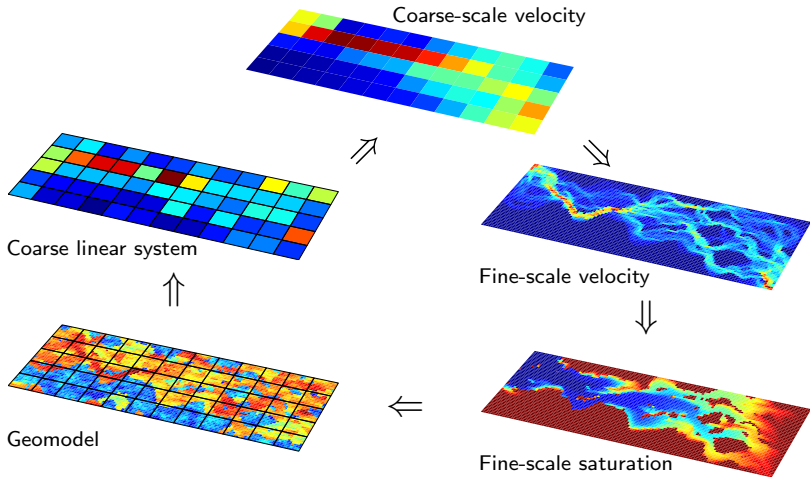 Coarse-scale velocity
Coarse linear system
Fine-scale velocity
Geomodel
Fine-scale saturation